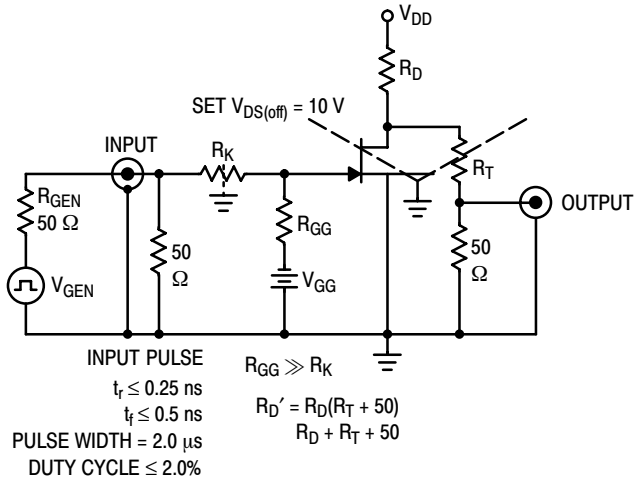 V_DD
R_D
SET V_DS(off) = 10 V
INPUT
R_K
R_GEN
50 Ω
50
Ω
R_GG
R_T
OUTPUT
50
Ω
V_GEN
V_GG
INPUT PULSE
t_r ≤ 0.25 ns
t_f ≤ 0.5 ns
PULSE WIDTH = 2.0 μs
DUTY CYCLE ≤ 2.0%
R_GG ≫ R_K
R_D′ = R_D(R_T + 50)
R_D + R_T + 50